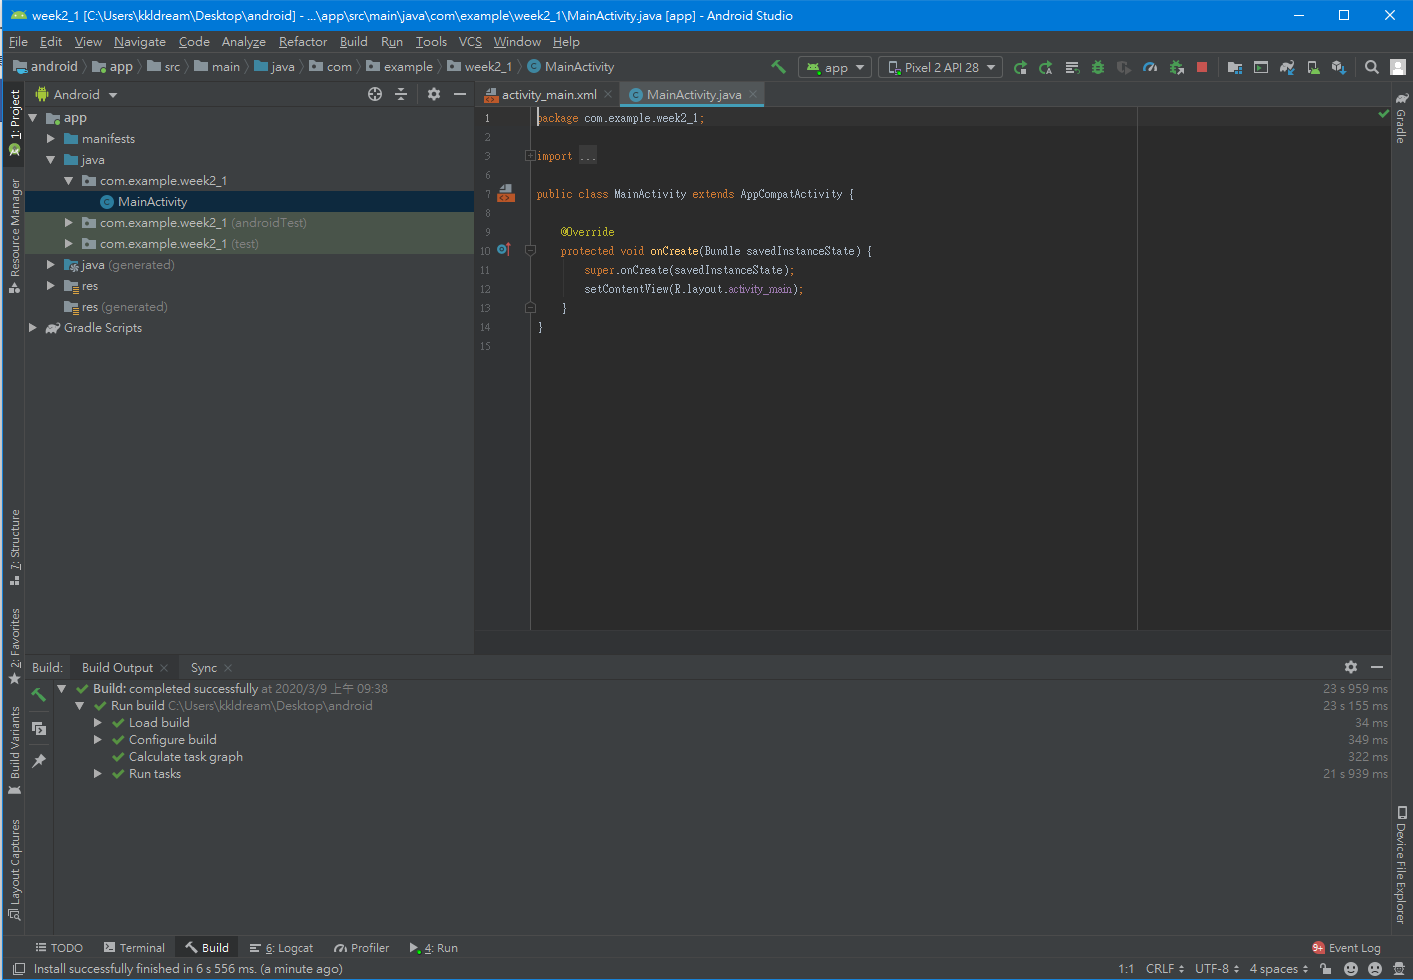 week2_1 [C:\Users\kkldream\Desktop\android] - ...\app\src\main\java\com\example\week2_1\MainActivity.java [app] - Android Studio
File Edit View Navigate Code Analyze Refactor Build Run Tools VCS Window Help
android app src main java com example week2_1 MainActivity app Pixel 2 API 28
Android
activity_main.xml MainActivity.java
1: Project
Resource Manager
7: Structure
2: Favorites
Build Variants
Layout Captures
app
manifests
java
com.example.week2_1
MainActivity
com.example.week2_1 (androidTest)
com.example.week2_1 (test)
java (generated)
res
res (generated)
Gradle Scripts
1 package com.example.week2_1;
2
3 import ...
6
7 public class MainActivity extends AppCompatActivity {
8
9 @Override
10 protected void onCreate(Bundle savedInstanceState) {
11 super.onCreate(savedInstanceState);
12 setContentView(R.layout.activity_main);
13 }
14 }
15
Gradle
Device File Explorer
Build: Build Output Sync
Build: completed successfully at 2020/3/9 上午 09:38 23 s 959 ms
Run build C:\Users\kkldream\Desktop\android 23 s 155 ms
Load build 34 ms
Configure build 349 ms
Calculate task graph 322 ms
Run tasks 21 s 939 ms
TODO Terminal Build 6: Logcat Profiler 4: Run 9+ Event Log
Install successfully finished in 6 s 556 ms. (a minute ago) 1:1 CRLF UTF-8 4 spaces